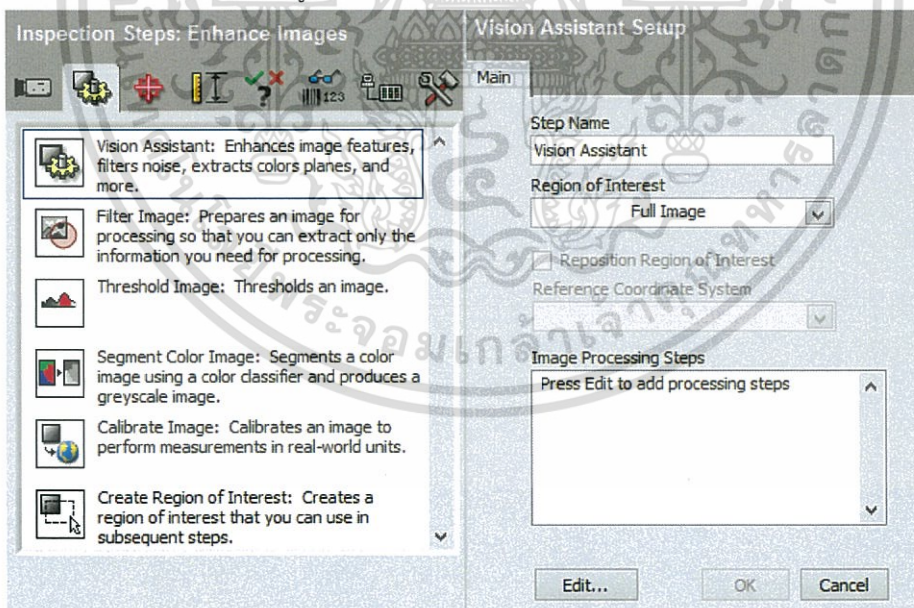 Inspection Steps: Enhance Images
123
Vision Assistant: Enhances image features,
filters noise, extracts colors planes, and
more.
Filter Image: Prepares an image for
processing so that you can extract only the
information you need for processing.
Threshold Image: Thresholds an image.
Segment Color Image: Segments a color
image using a color classifier and produces a
greyscale image.
Calibrate Image: Calibrates an image to
perform measurements in real-world units.
Create Region of Interest: Creates a
region of interest that you can use in
subsequent steps.
Vision Assistant Setup
Main
Step Name
Vision Assistant
Region of Interest
Full Image
Reposition Region of Interest
Reference Coordinate System
Image Processing Steps
Press Edit to add processing steps
Edit...
OK
Cancel